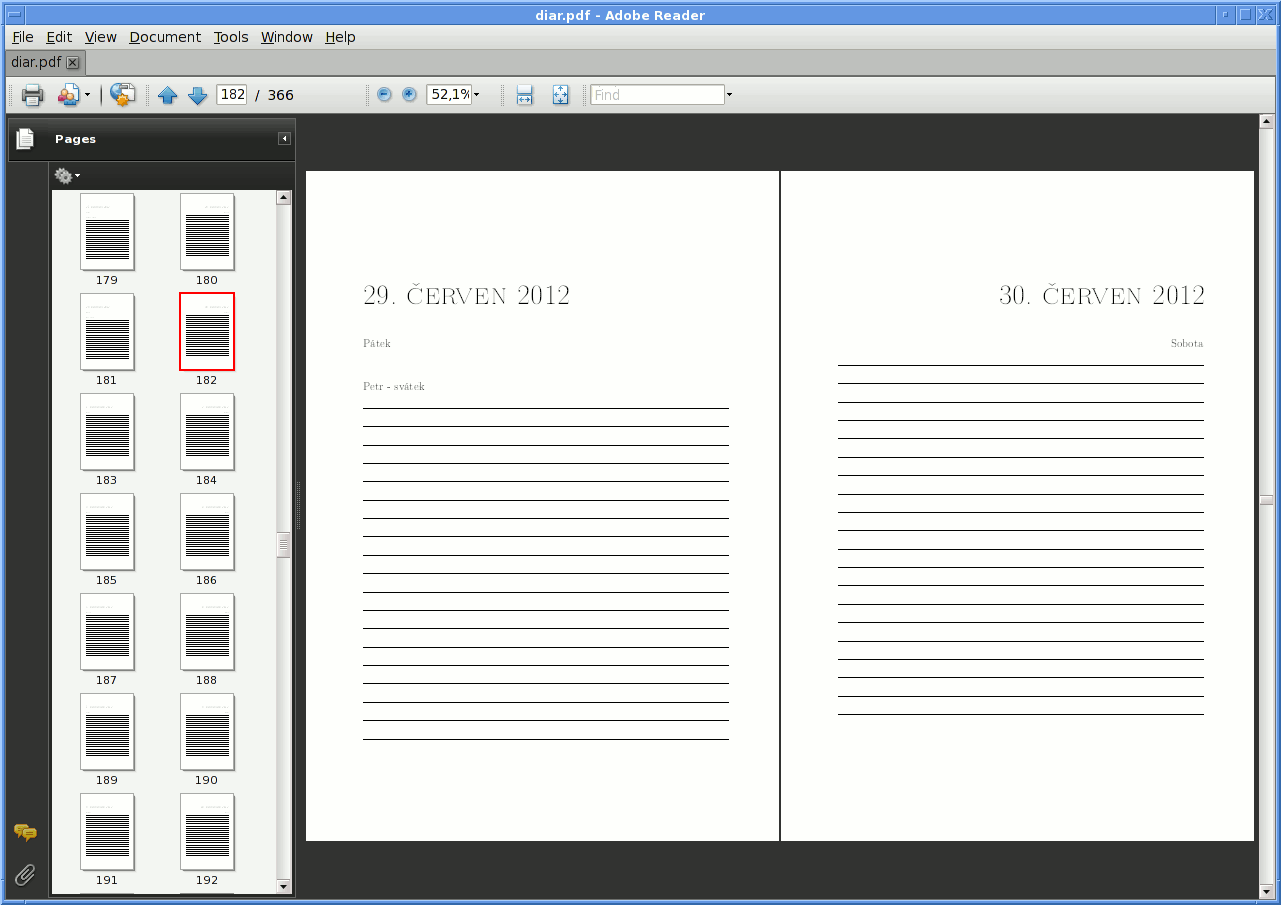 diar.pdf - Adobe Reader
File Edit View Document Tools Window Help
diar.pdf
182 / 366
52,1%
Find
Pages
179 180
181 182
183 184
185 186
187 188
189 190
191 192
29. ČERVEN 2012
Pátek
Petr - svátek
30. ČERVEN 2012
Sobota